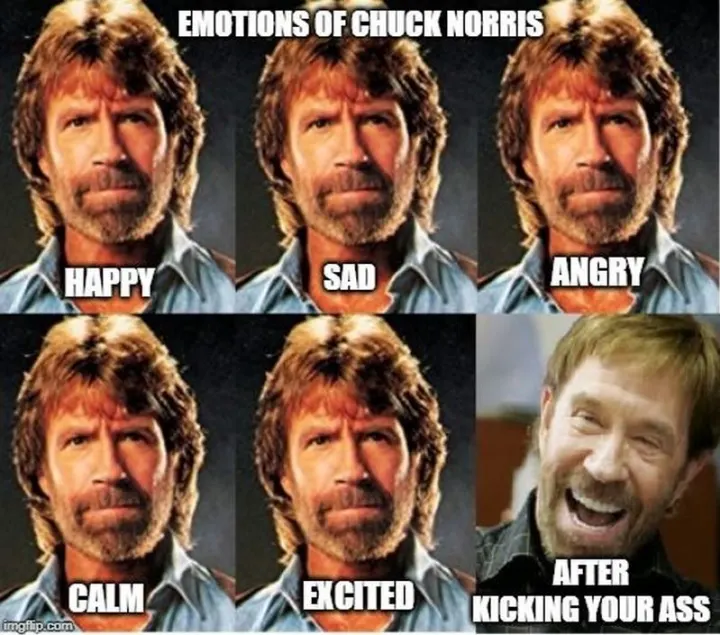 EMOTIONS OF CHUCK NORRIS
HAPPY
SAD
ANGRY
CALM
EXCITED
AFTER
KICKING YOUR ASS
imgflip.com